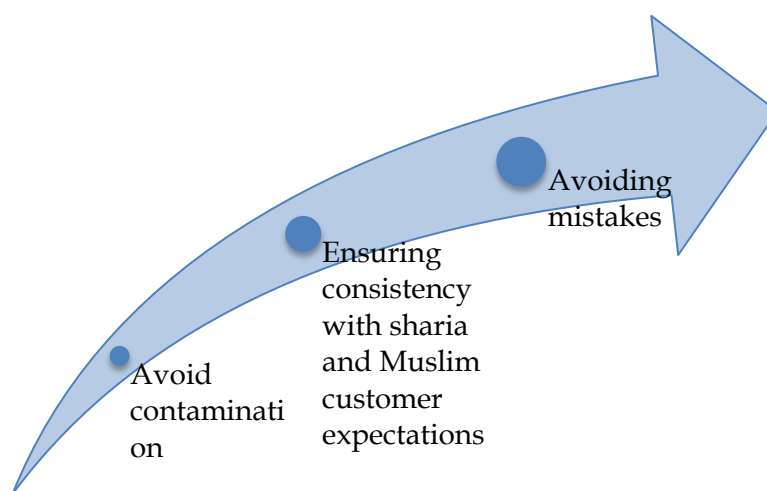 Avoid
contaminati
on
Ensuring
consistency
with sharia
and Muslim
customer
expectations
Avoiding
mistakes